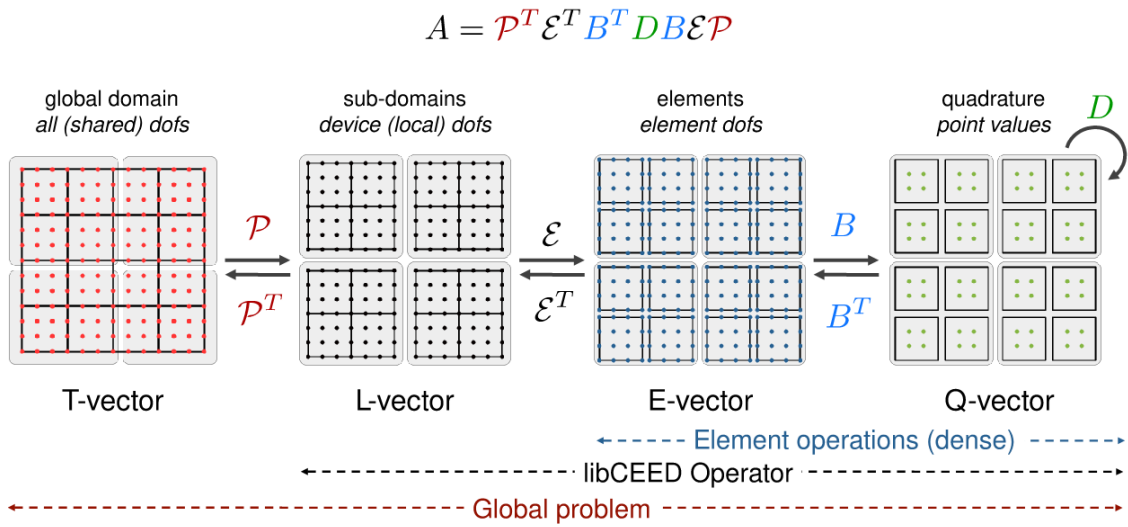 A = 𝒫^T ℰ^T B^T D B ℰ 𝒫
global domain
all (shared) dofs
sub-domains
device (local) dofs
elements
element dofs
quadrature
point values
D
𝒫
𝒫^T
ℰ
ℰ^T
B
B^T
T-vector
L-vector
E-vector
Q-vector
Element operations (dense)
libCEED Operator
Global problem